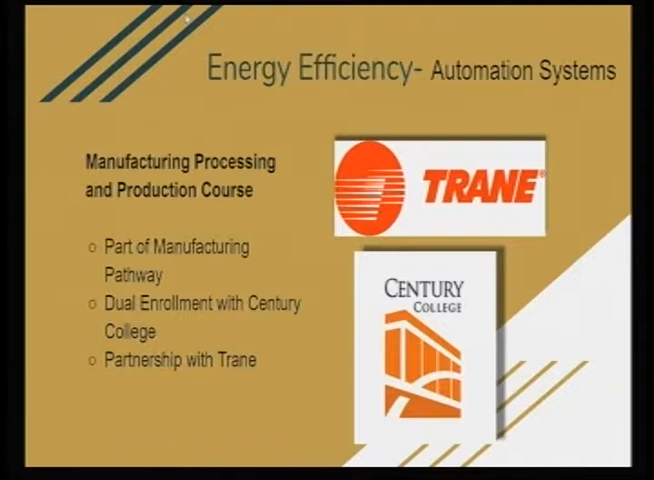 Energy Efficiency- Automation Systems
Manufacturing Processing
and Production Course
TRANE®
Part of Manufacturing
Pathway
Dual Enrollment with Century
College
Partnership with Trane
CENTURY
COLLEGE